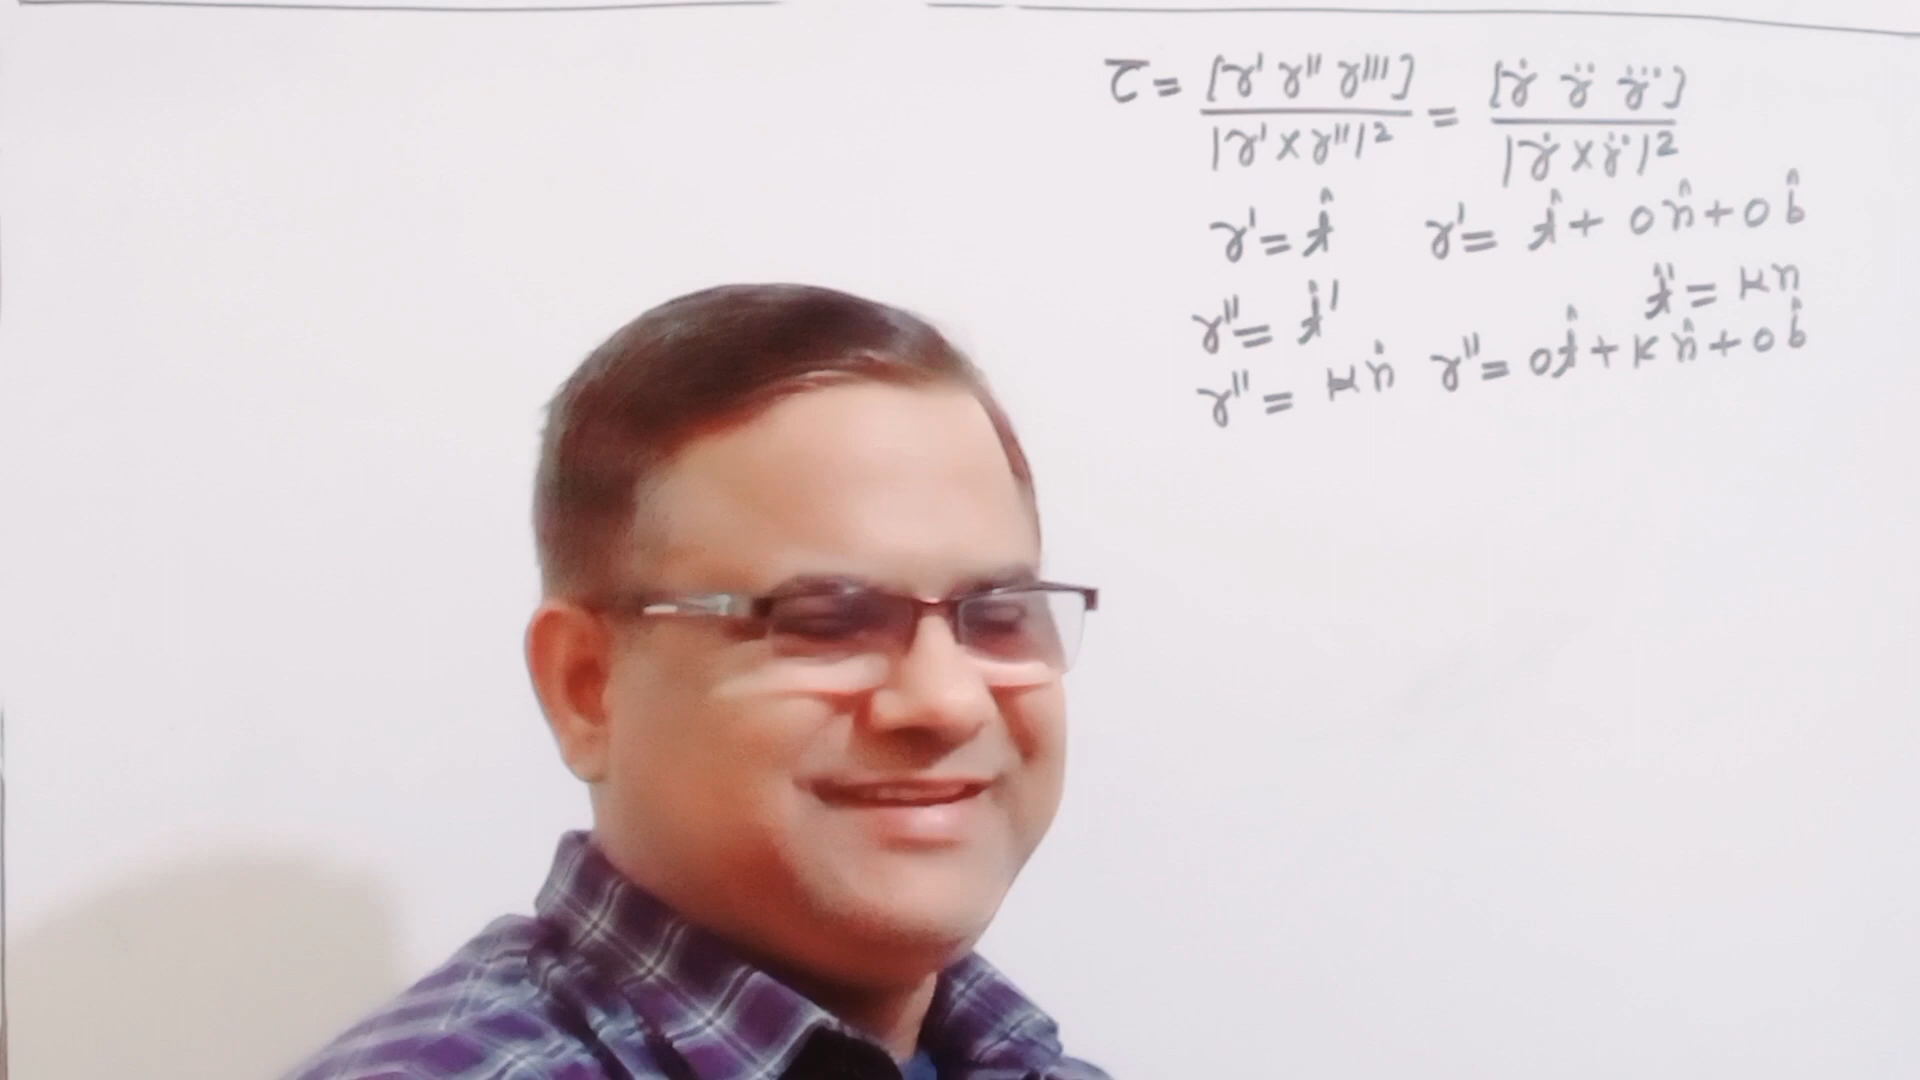 τ = [r' r'' r'''] / |r' × r''|² = [ṙ r̈ r⃛] / |ṙ × r̈|²
r' = t̂    r' = t̂ + 0n̂ + 0b̂
r'' = t̂'    t̂' = κn
r'' = κn̂    r'' = 0t̂ + κn̂ + 0b̂